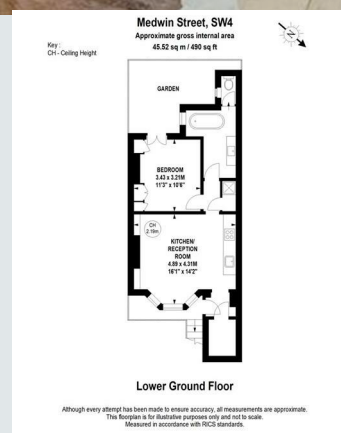 Medwin Street, SW4
Approximate gross internal area
45.52 sq m / 490 sq ft
Key :
CH - Ceiling Height
N
GARDEN
BEDROOM
3.43 x 3.21M
11'3" x 10'6"
CH
2.18m
KITCHEN/
RECEPTION
ROOM
4.89 x 4.31M
16'1" x 14'2"
Lower Ground Floor
Although every attempt has been made to ensure accuracy, all measurements are approximate.
This floorplan is for illustrative purposes only and not to scale.
Measured in accordance with RICS standards.